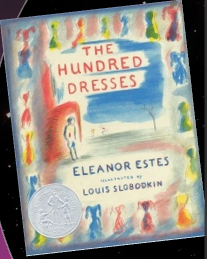 THE
HUNDRED
DRESSES
ELEANOR ESTES
ILLUSTRATED BY
LOUIS SLOBODKIN